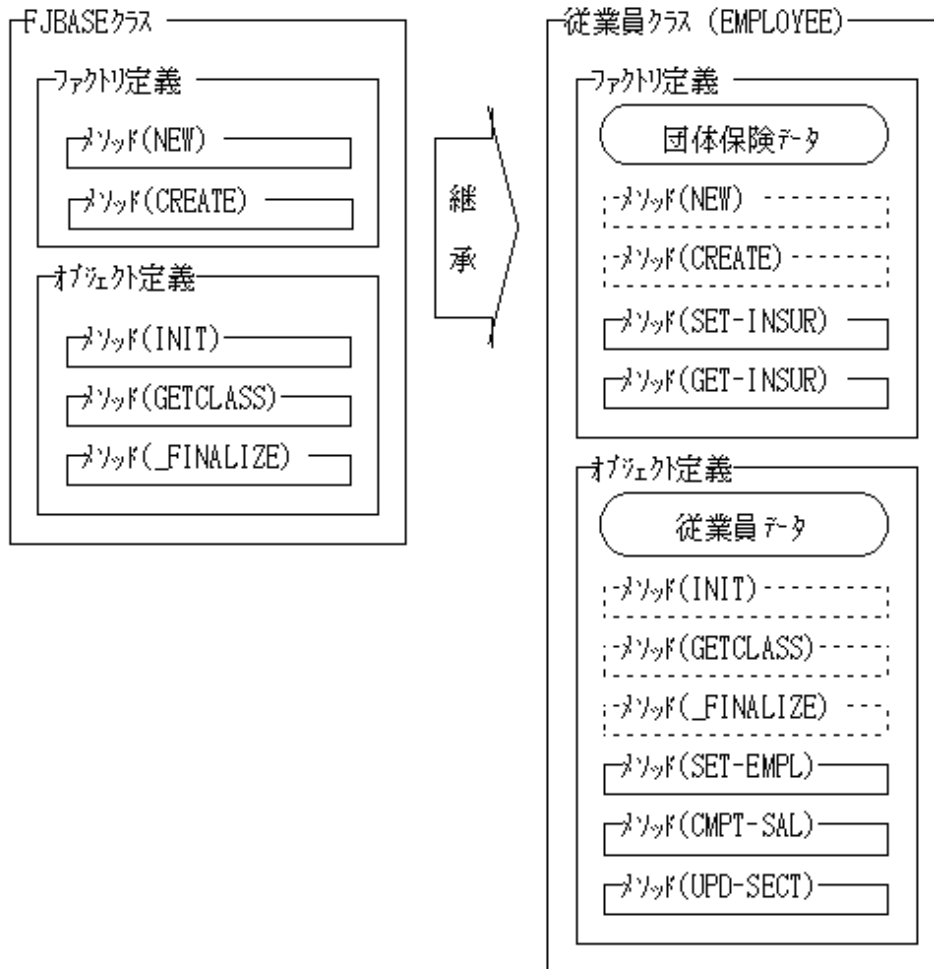 FJBASEクラス
ファクトリ定義
メソッド(NEW)
メソッド(CREATE)
オブジェクト定義
メソッド(INIT)
メソッド(GETCLASS)
メソッド(_FINALIZE)
継
承
従業員クラス (EMPLOYEE)
ファクトリ定義
団体保険データ
メソッド(NEW)
メソッド(CREATE)
メソッド(SET-INSUR)
メソッド(GET-INSUR)
オブジェクト定義
従業員データ
メソッド(INIT)
メソッド(GETCLASS)
メソッド(_FINALIZE)
メソッド(SET-EMPL)
メソッド(CMPT-SAL)
メソッド(UPD-SECT)